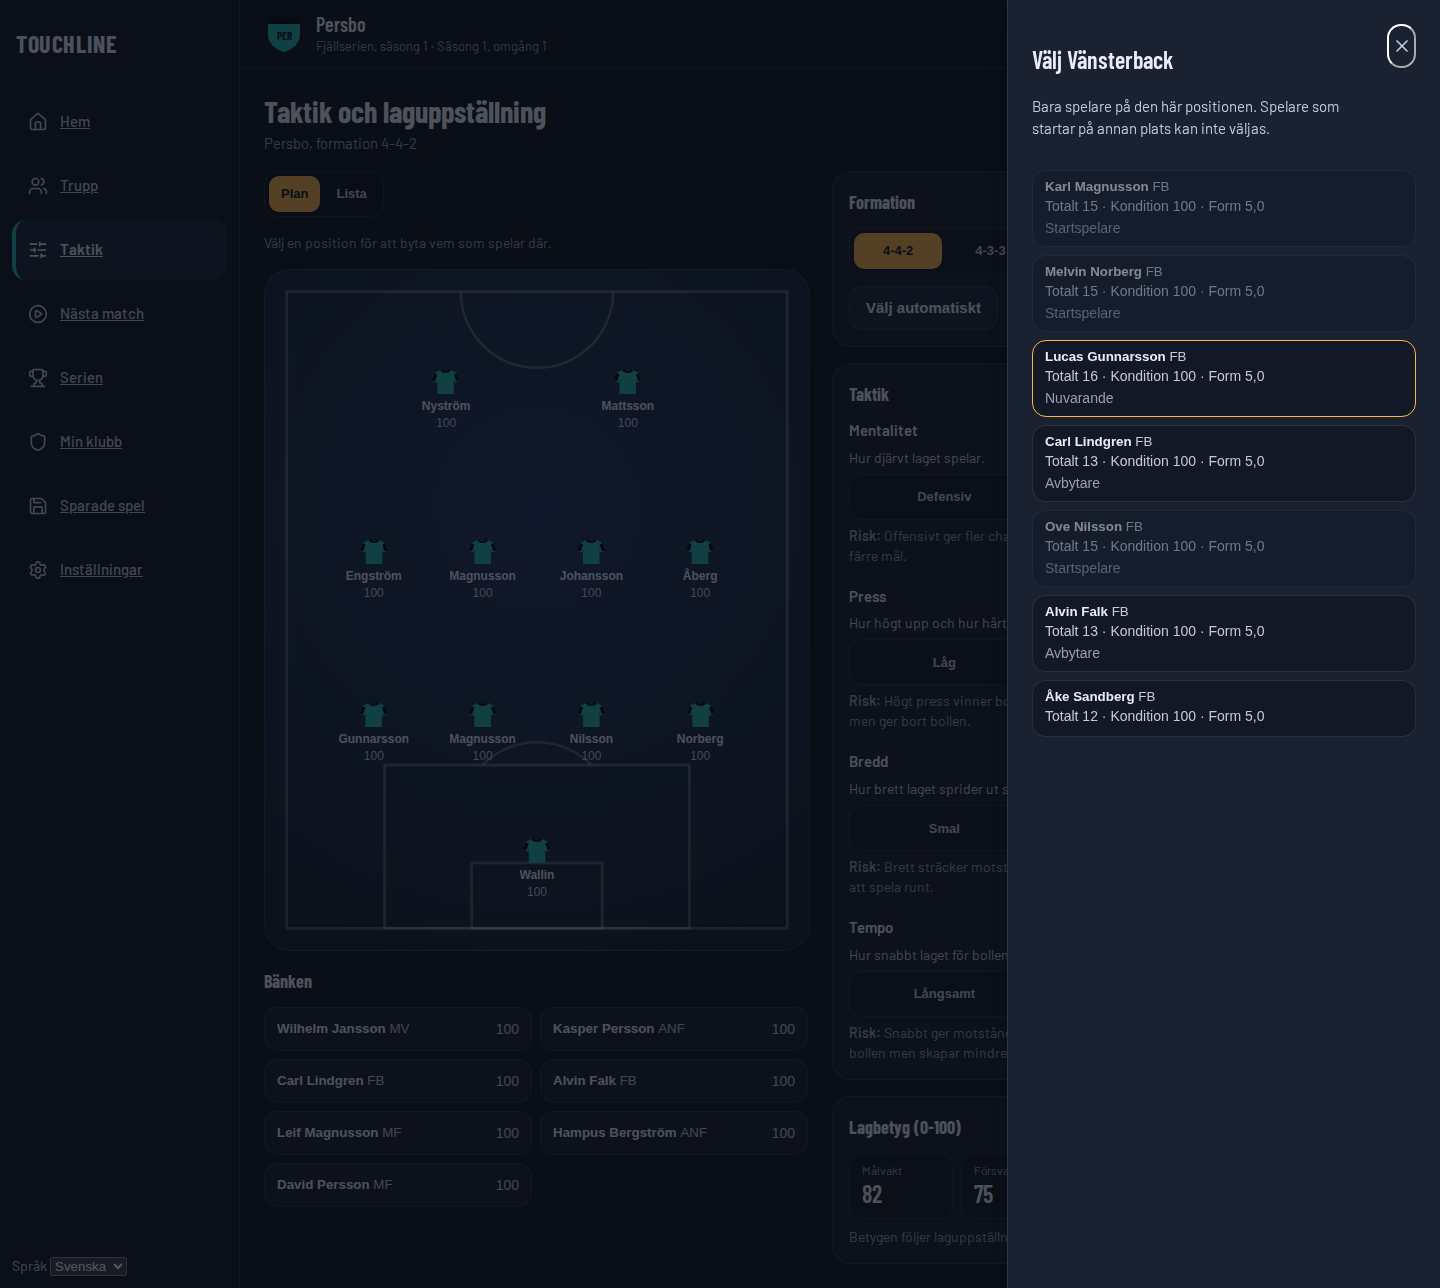 TOUCHLINE
Hem
Trupp
Taktik
Nästa match
Serien
Min klubb
Sparade spel
Inställningar
Språk Svenska
PER
Persbo
Fjällserien, säsong 1 · Säsong 1, omgång 1
Taktik och laguppställning
Persbo, formation 4-4-2
Plan Lista
Välj en position för att byta vem som spelar där.
Nyström Mattsson
100 100
Engström Magnusson Johansson Åberg
100 100 100 100
Gunnarsson Magnusson Nilsson Norberg
100 100 100 100
Wallin
100
Bänken
Wilhelm Jansson MV 100
Kasper Persson ANF 100
Carl Lindgren FB 100
Alvin Falk FB 100
Leif Magnusson MF 100
Hampus Bergström ANF 100
David Persson MF 100
Formation
4-4-2 4-3-3
Välj automatiskt
Taktik
Mentalitet
Hur djärvt laget spelar.
Defensiv
Risk: Offensivt ger fler
färre mål.
Press
Hur högt upp och hur hårt
Låg
Risk: Högt press vinner
men ger bort bollen.
Bredd
Hur brett laget sprider ut
Smal
Risk: Brett sträcker
att spela runt.
Tempo
Hur snabbt laget för bollen
Långsamt
Risk: Snabbt ger
bollen men skapar mindre
Lagbetyg (0-100)
Målvakt
82
75
Betygen följer
Välj Vänsterback
Bara spelare på den här positionen. Spelare som
startar på annan plats kan inte väljas.
Karl Magnusson FB
Totalt 15 · Kondition 100 · Form 5,0
Startspelare
Melvin Norberg FB
Totalt 15 · Kondition 100 · Form 5,0
Startspelare
Lucas Gunnarsson FB
Totalt 16 · Kondition 100 · Form 5,0
Nuvarande
Carl Lindgren FB
Totalt 13 · Kondition 100 · Form 5,0
Avbytare
Ove Nilsson FB
Totalt 15 · Kondition 100 · Form 5,0
Startspelare
Alvin Falk FB
Totalt 13 · Kondition 100 · Form 5,0
Avbytare
Åke Sandberg FB
Totalt 12 · Kondition 100 · Form 5,0